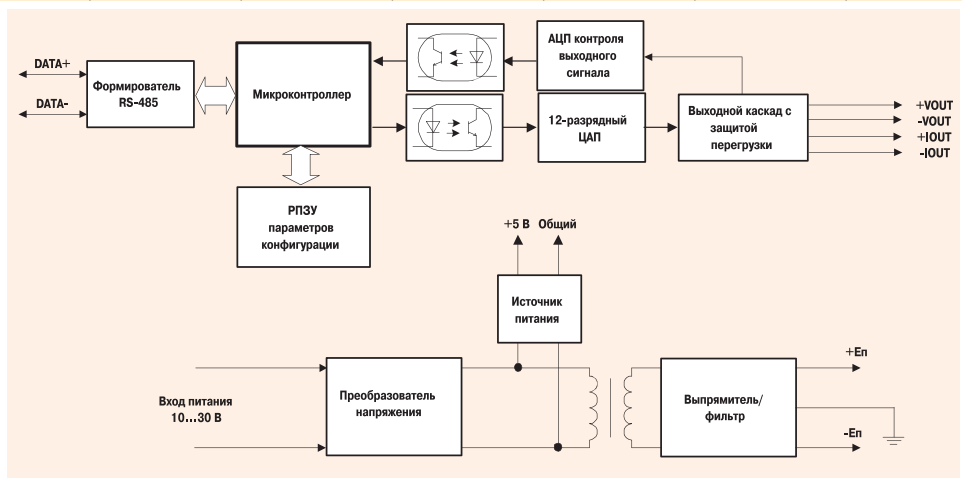 DATA+
DATA-
Формирователь
RS-485
Микроконтроллер
АЦП контроля
выходного
сигнала
12-разрядный
ЦАП
Выходной каскад с
защитой
перегрузки
+VOUT
-VOUT
+IOUT
-IOUT
РПЗУ
параметров
конфигурации
+5 В Общий
Источник
питания
Вход питания
10...30 В
Преобразователь
напряжения
Выпрямитель/
фильтр
+Еп
-Еп